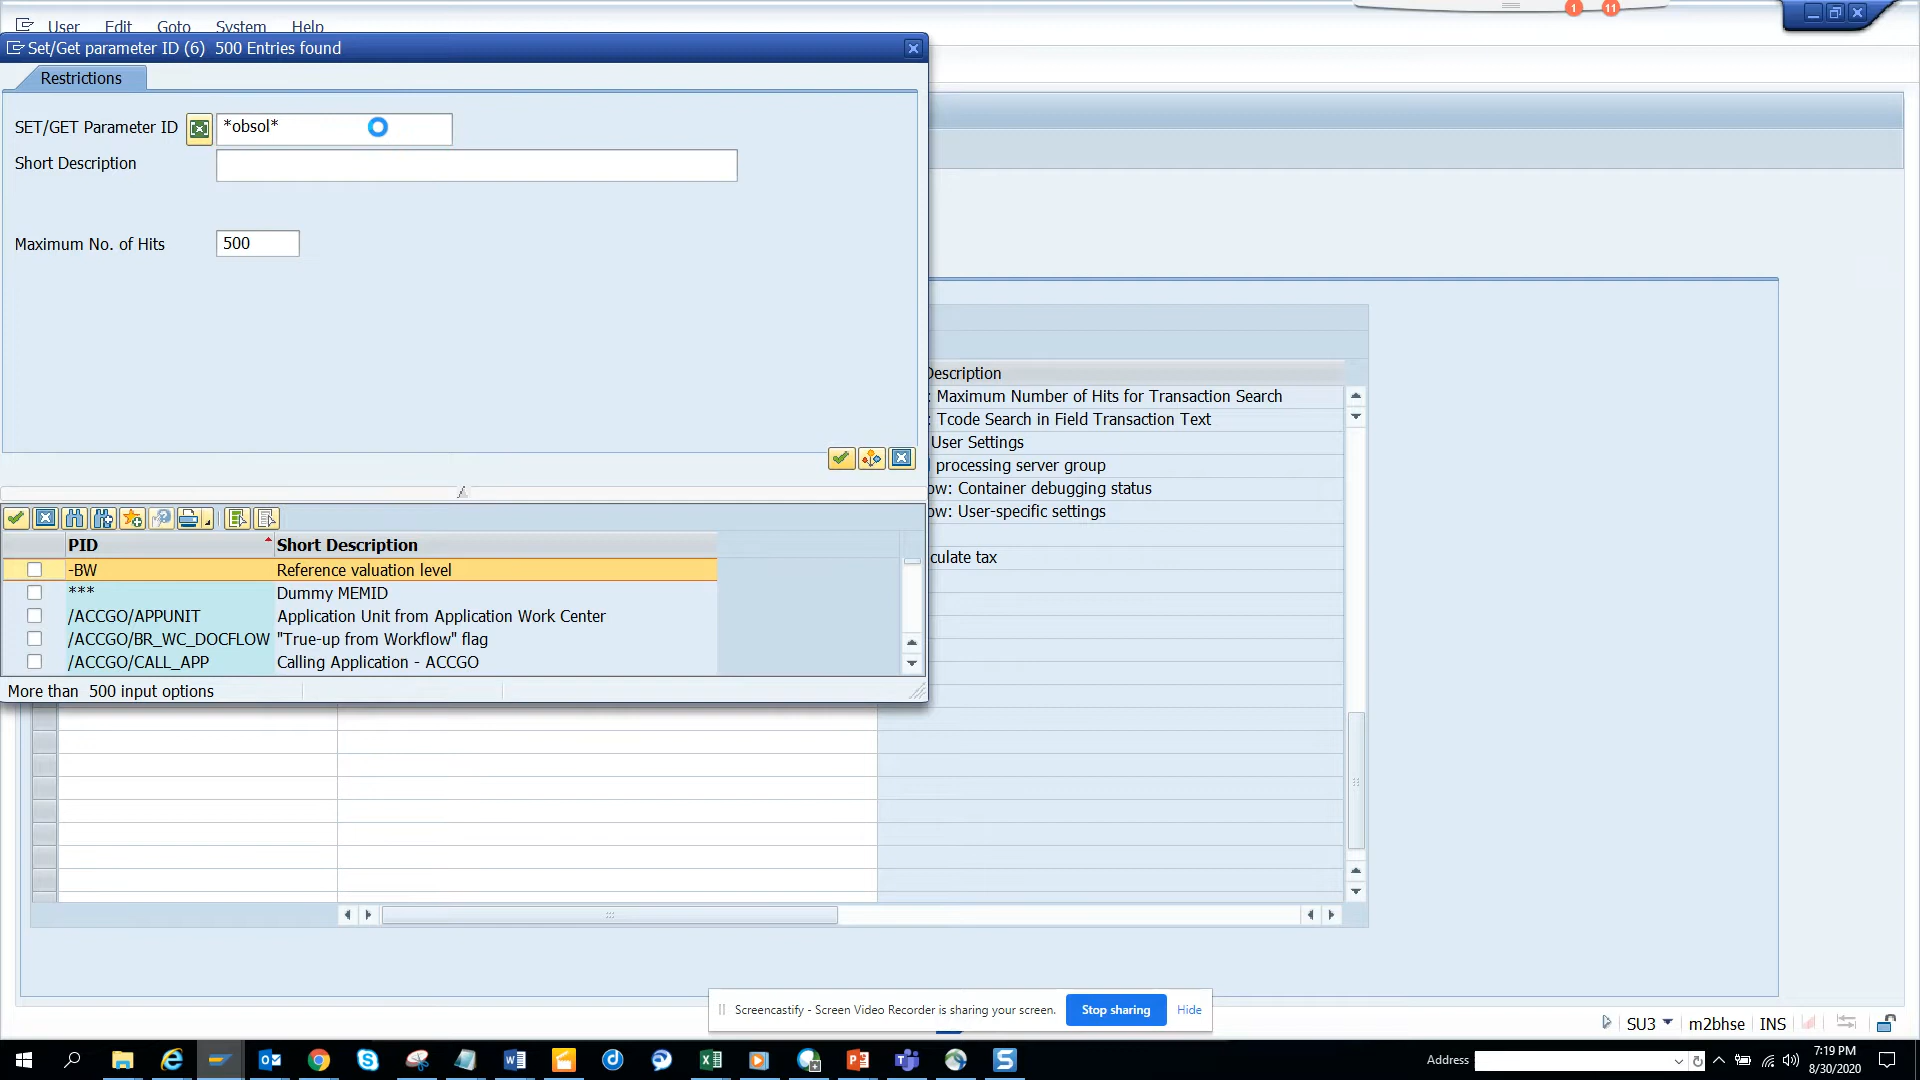 User Edit Goto System Help
1 11
Set/Get parameter ID (6) 500 Entries found
Restrictions
SET/GET Parameter ID *obsol*
Short Description
Maximum No. of Hits 500
Description
: Maximum Number of Hits for Transaction Search
: Tcode Search in Field Transaction Text
User Settings
processing server group
ow: Container debugging status
ow: User-specific settings
culate tax
PID Short Description
-BW Reference valuation level
*** Dummy MEMID
/ACCGO/APPUNIT Application Unit from Application Work Center
/ACCGO/BR_WC_DOCFLOW "True-up from Workflow" flag
/ACCGO/CALL_APP Calling Application - ACCGO
More than 500 input options
Screencastify - Screen Video Recorder is sharing your screen. Stop sharing Hide
SU3 m2bhse INS
Address
7:19 PM
8/30/2020